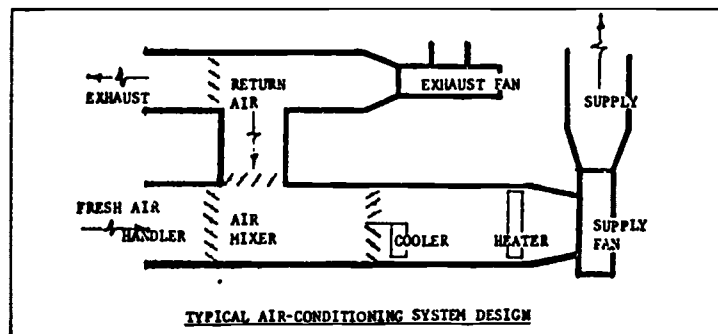 EXHAUST
RETURN
AIR
EXHAUST FAN
SUPPLY
FRESH AIR
HANDLER
AIR
MIXER
COOLER
HEATER
SUPPLY
FAN
TYPICAL AIR-CONDITIONING SYSTEM DESIGN